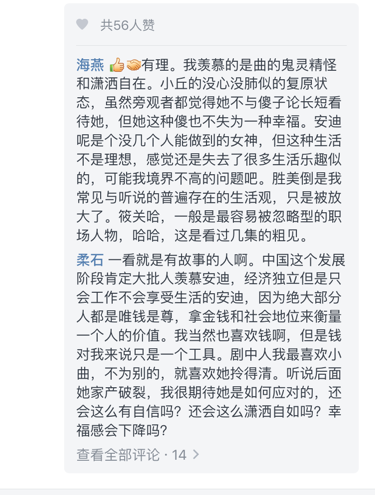 共56人赞
海燕 👍🤝有理。我羡慕的是曲的鬼灵精怪
和潇洒自在。小丘的没心没肺似的复原状
态，虽然旁观者都觉得她不与傻子论长短看
待她，但她这种傻也不失为一种幸福。安迪
呢是个没几个人能做到的女神，但这种生活
不是理想，感觉还是失去了很多生活乐趣似
的，可能我境界不高的问题吧。胜美倒是我
常见与听说的普遍存在的生活观，只是被放
大了。筱关哈，一般是最容易被忽略型的职
场人物，哈哈，这是看过几集的粗见。
柔石 一看就是有故事的人啊。中国这个发展
阶段肯定大批人羡慕安迪，经济独立但是只
会工作不会享受生活的安迪，因为绝大部分
人都是唯钱是尊，拿金钱和社会地位来衡量
一个人的价值。我当然也喜欢钱啊，但是钱
对我来说只是一个工具。剧中人我最喜欢小
曲，不为别的，就喜欢她拎得清。听说后面
她家产破裂，我很期待她是如何应对的，还
会这么有自信吗？还会这么潇洒自如吗？幸
福感会下降吗？
查看全部评论 · 14 >